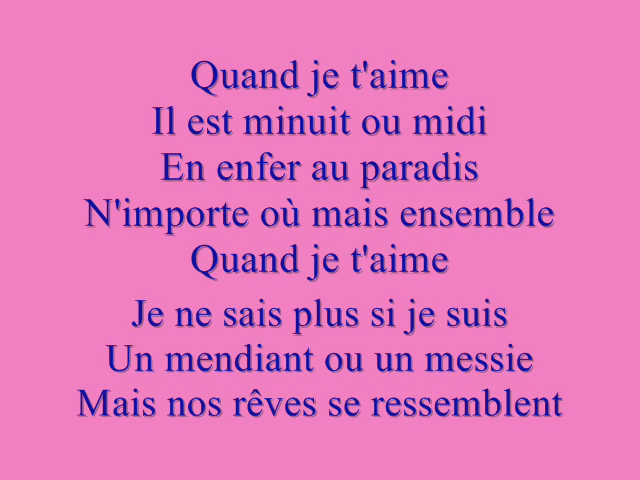 Quand je t'aime
Il est minuit ou midi
En enfer au paradis
N'importe où mais ensemble
Quand je t'aime
Je ne sais plus si je suis
Un mendiant ou un messie
Mais nos rêves se ressemblent